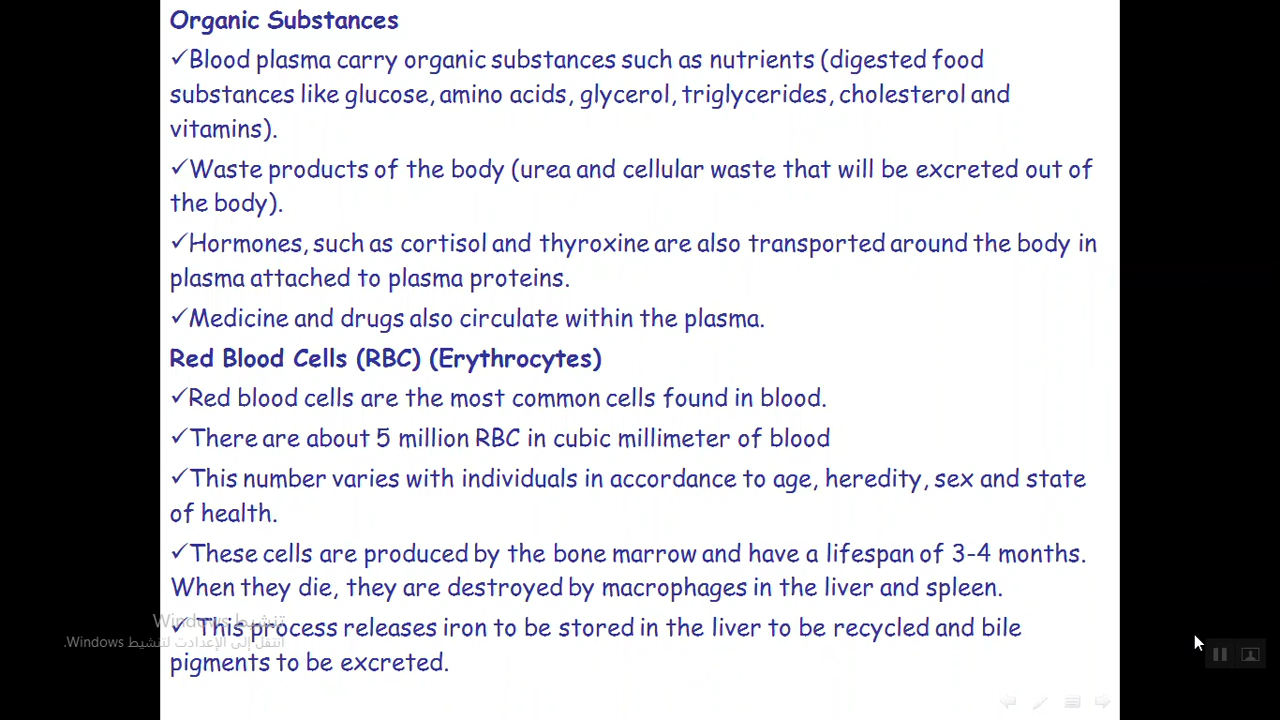 Organic Substances
✓Blood plasma carry organic substances such as nutrients (digested food
substances like glucose, amino acids, glycerol, triglycerides, cholesterol and
vitamins).
✓Waste products of the body (urea and cellular waste that will be excreted out of
the body).
✓Hormones, such as cortisol and thyroxine are also transported around the body in
plasma attached to plasma proteins.
✓Medicine and drugs also circulate within the plasma.
Red Blood Cells (RBC) (Erythrocytes)
✓Red blood cells are the most common cells found in blood.
✓There are about 5 million RBC in cubic millimeter of blood
✓This number varies with individuals in accordance to age, heredity, sex and state
of health.
✓These cells are produced by the bone marrow and have a lifespan of 3-4 months.
When they die, they are destroyed by macrophages in the liver and spleen.
تنشيط Windows
✓ This process releases iron to be stored in the liver to be recycled and bile
انتقل إلى الإعدادات لتنشيط Windows.
pigments to be excreted.